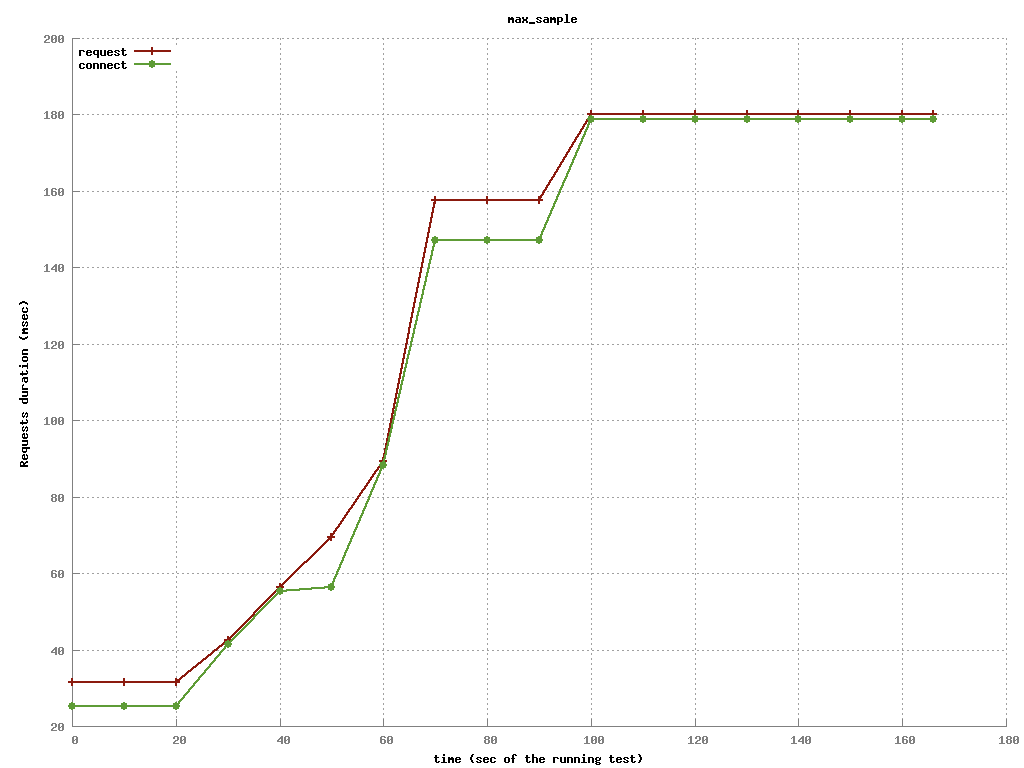 max_sample
200
request
connect
180
160
140
120
100
80
60
40
20
Requests duration (msec)
0 20 40 60 80 100 120 140 160 180
time (sec of the running test)